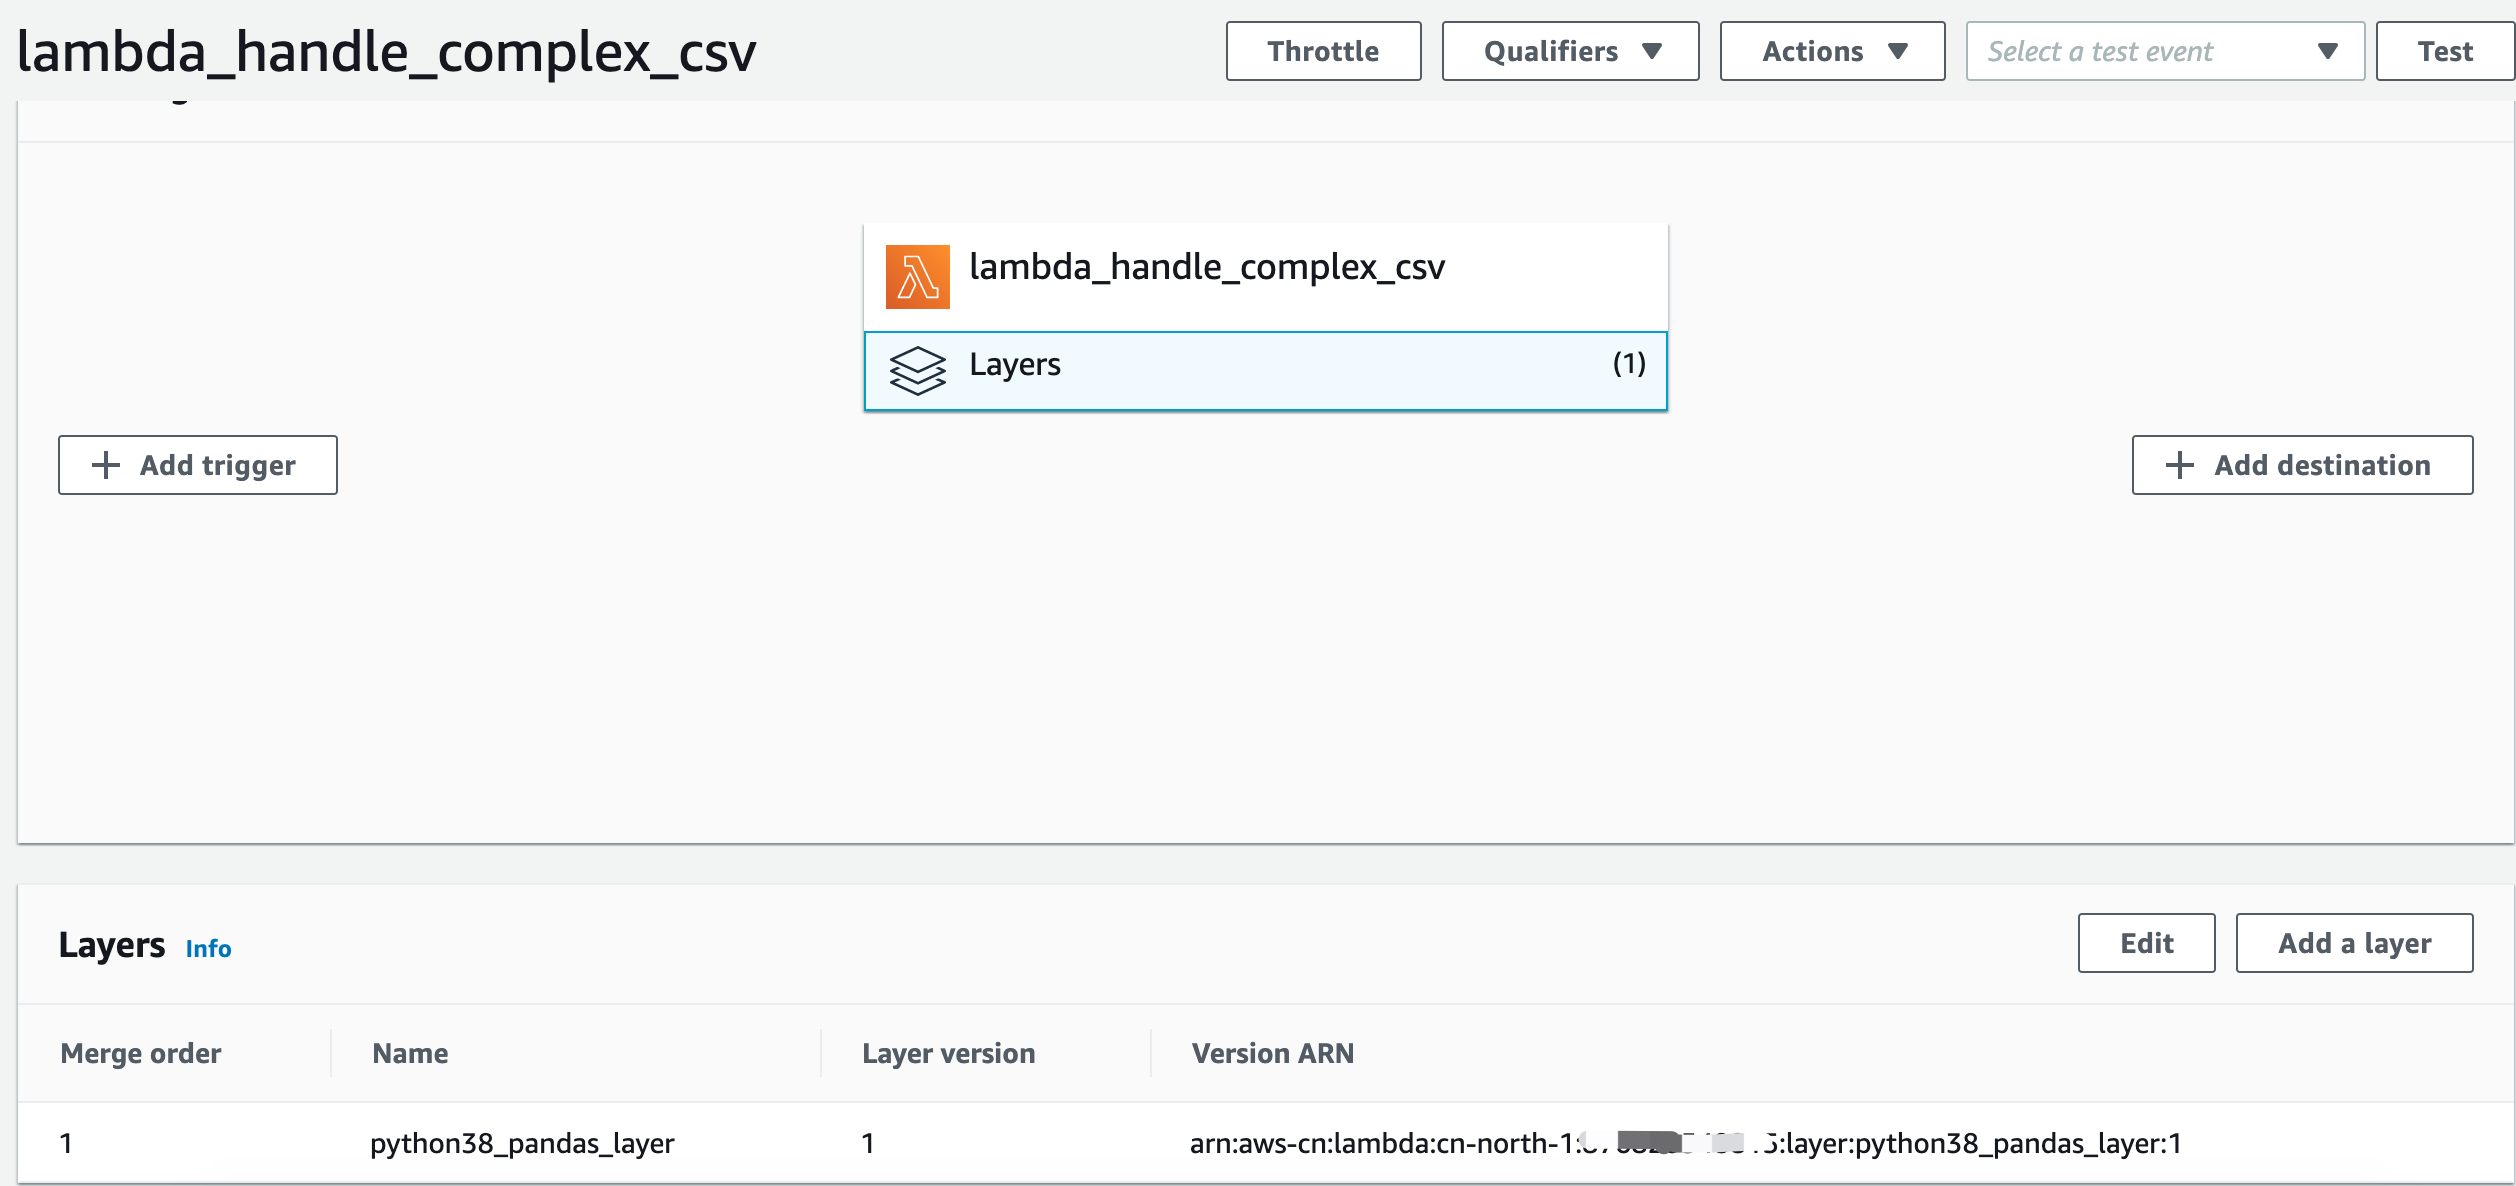 lambda_handle_complex_csv Throttle Qualifiers Actions Select a test event Test
lambda_handle_complex_csv
Layers (1)
Add trigger Add destination
Layers Info Edit Add a layer
Merge order Name Layer version Version ARN
1 python38_pandas_layer 1 arn:aws-cn:lambda:cn-north-1: 5:layer:python38_pandas_layer:1